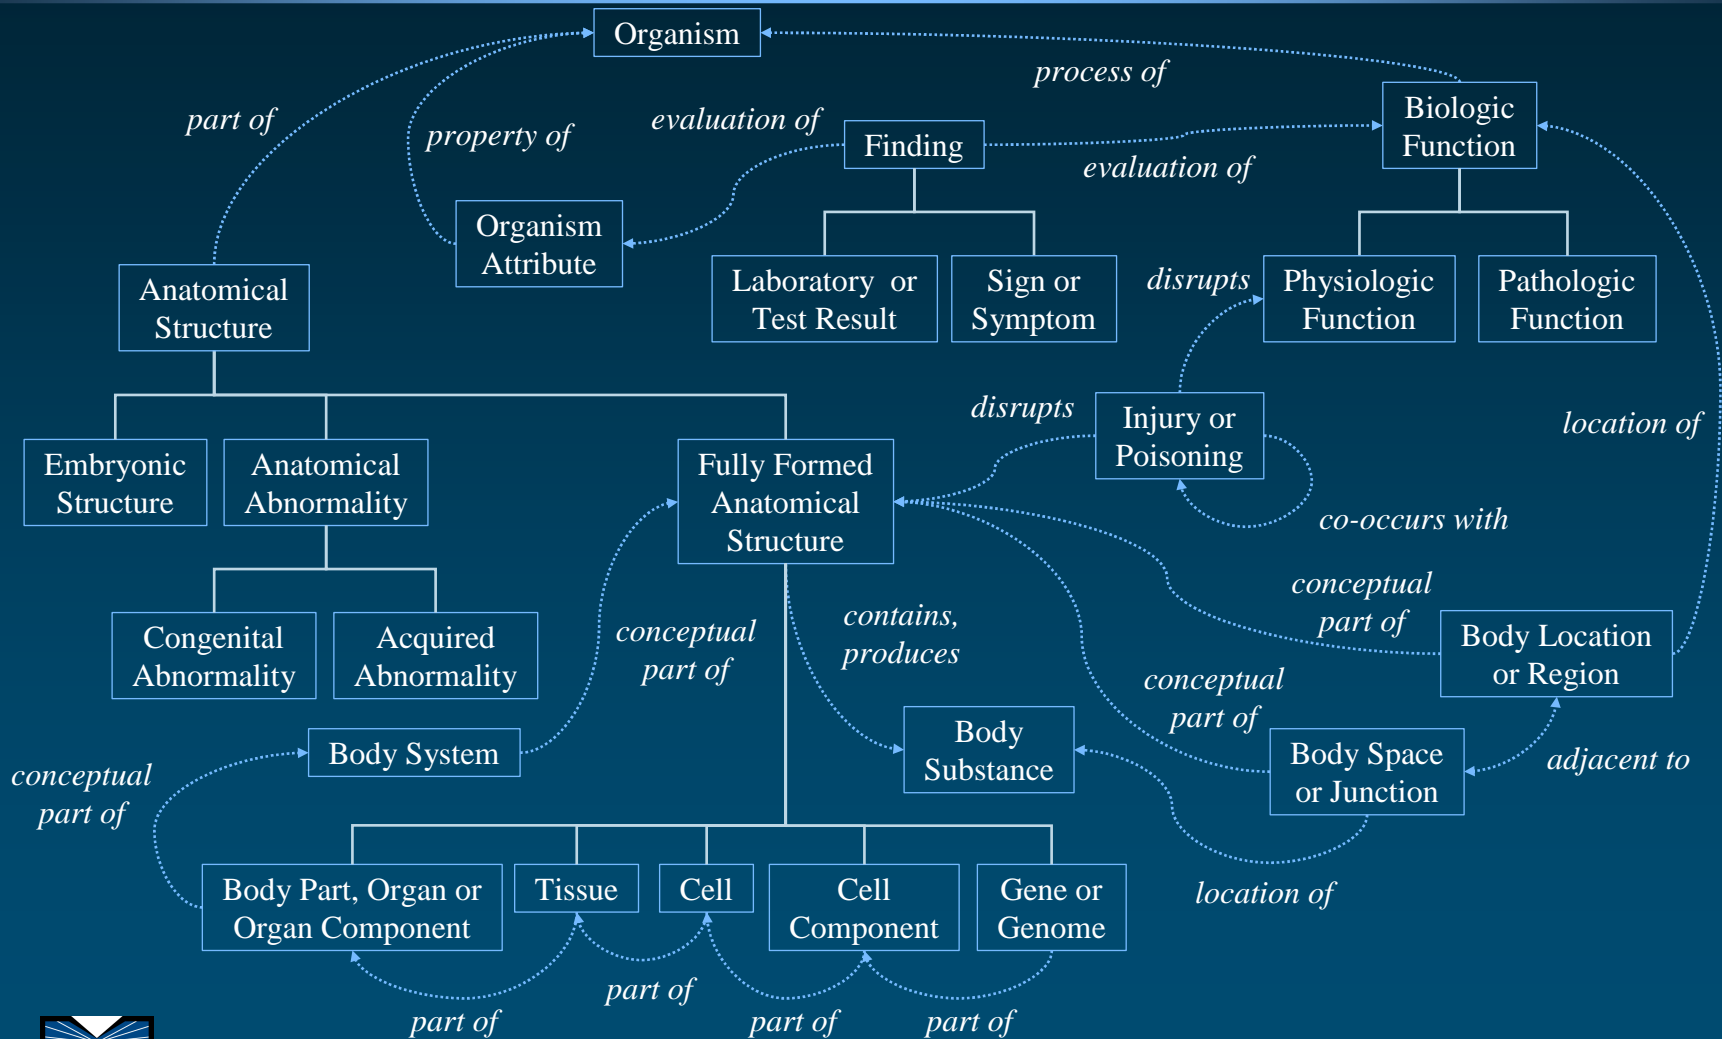 Organism
process of
part of
property of
evaluation of
Finding
evaluation of
Biologic
Function
Organism
Attribute
Anatomical
Structure
Laboratory or
Test Result
Sign or
Symptom
disrupts
Physiologic
Function
Pathologic
Function
disrupts
Injury or
Poisoning
location of
Embryonic
Structure
Anatomical
Abnormality
Fully Formed
Anatomical
Structure
co-occurs with
Congenital
Abnormality
Acquired
Abnormality
conceptual
part of
contains,
produces
conceptual
part of
Body Location
or Region
conceptual
part of
Body System
Body
Substance
Body Space
or Junction
adjacent to
conceptual
part of
Body Part, Organ or
Organ Component
Tissue
Cell
Cell
Component
Gene or
Genome
location of
part of
part of
part of
part of